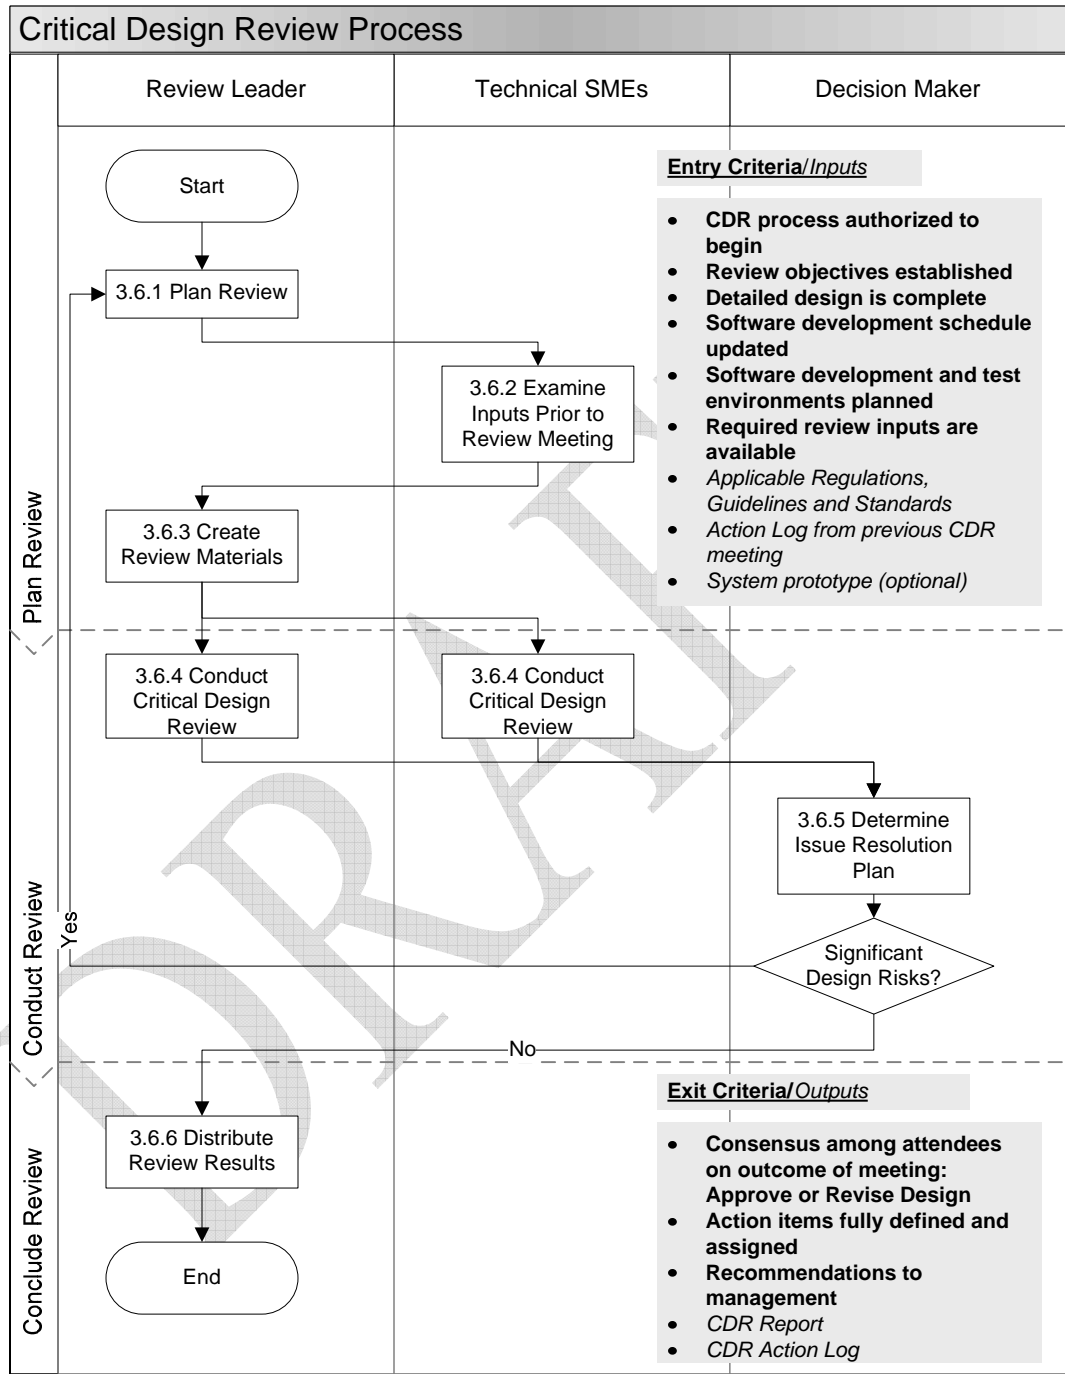 Critical Design Review Process
Review Leader
Technical SMEs
Decision Maker
Plan Review
Start
3.6.1 Plan Review
3.6.2 Examine
Inputs Prior to
Review Meeting
3.6.3 Create
Review Materials
Entry Criteria/Inputs
• CDR process authorized to
begin
• Review objectives established
• Detailed design is complete
• Software development schedule
updated
• Software development and test
environments planned
• Required review inputs are
available
• Applicable Regulations,
Guidelines and Standards
• Action Log from previous CDR
meeting
• System prototype (optional)
Conduct Review
3.6.4 Conduct
Critical Design
Review
3.6.4 Conduct
Critical Design
Review
3.6.5 Determine
Issue Resolution
Plan
Significant
Design Risks?
Yes
No
Conclude Review
3.6.6 Distribute
Review Results
End
Exit Criteria/Outputs
• Consensus among attendees
on outcome of meeting:
Approve or Revise Design
• Action items fully defined and
assigned
• Recommendations to
management
• CDR Report
• CDR Action Log
DRAFT